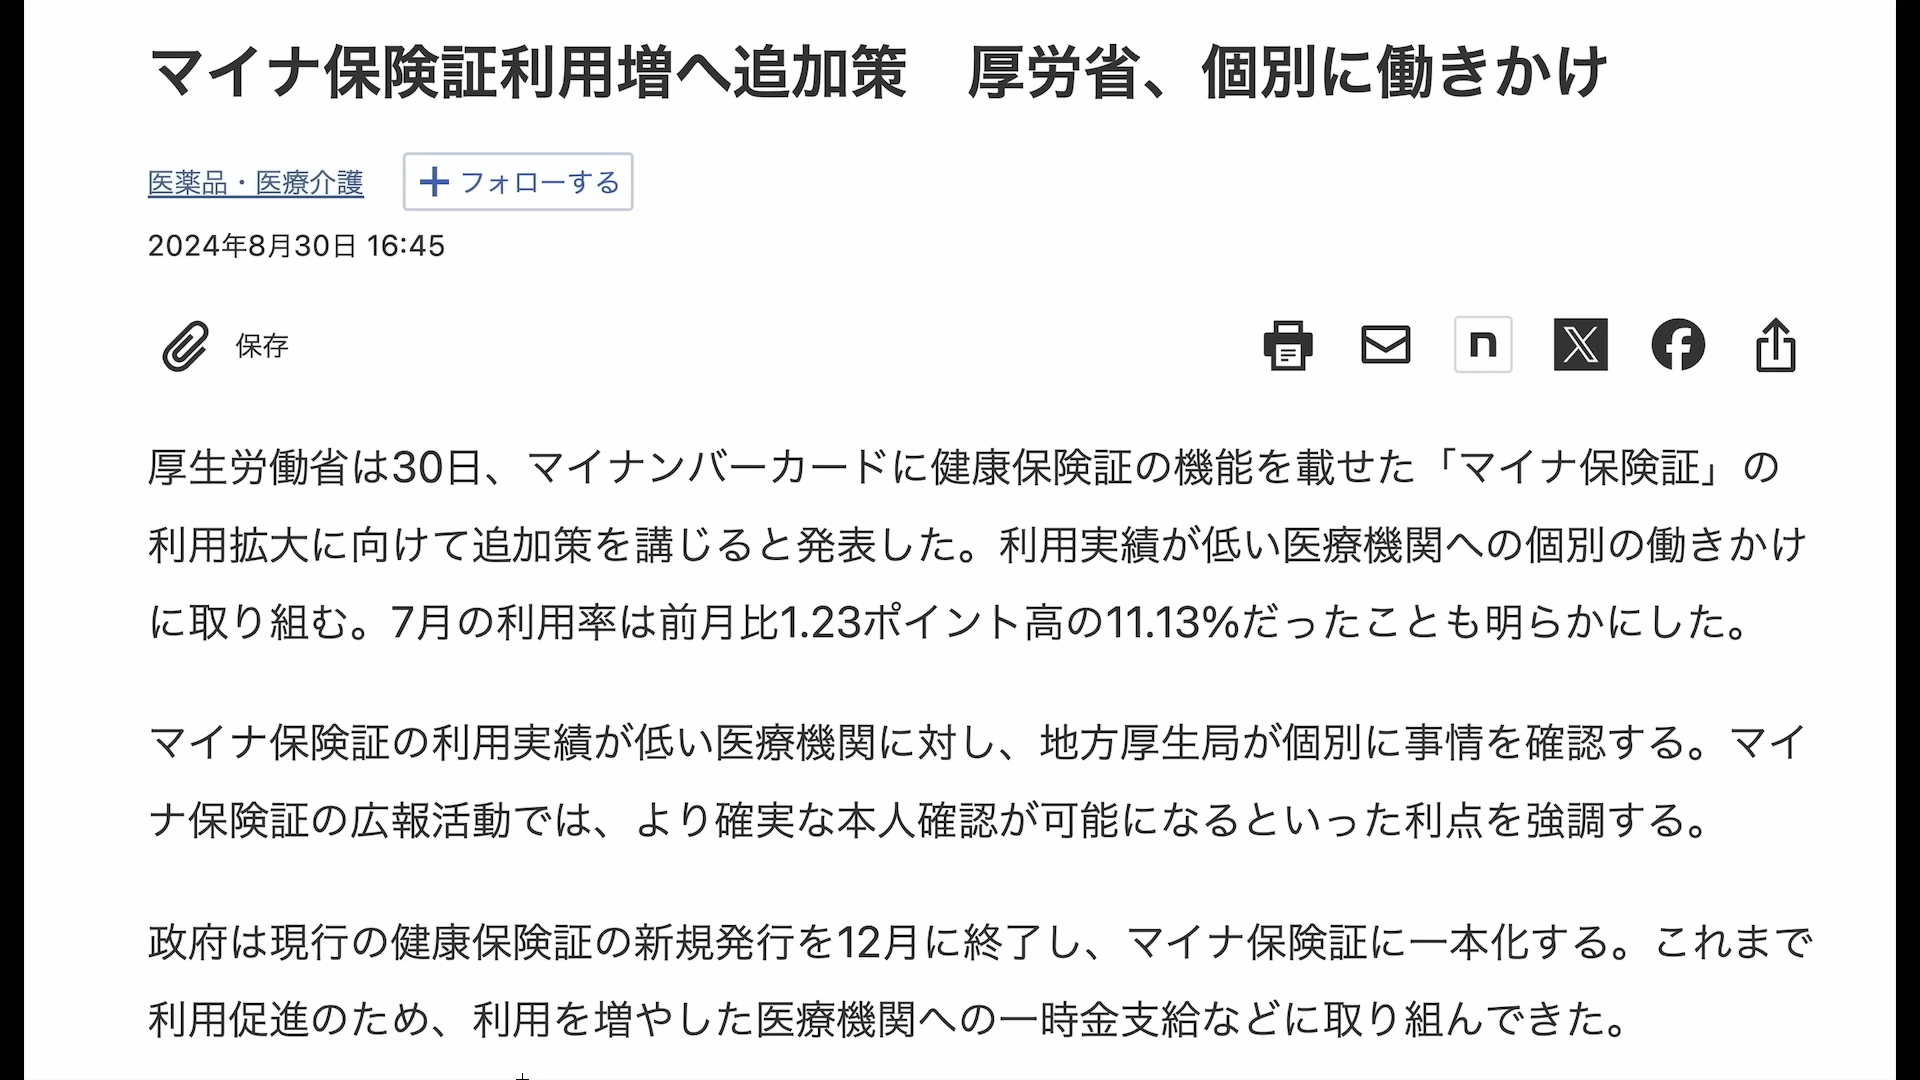 マイナ保険証利用増へ追加策　厚労省、個別に働きかけ
医薬品・医療介護
＋フォローする
2024年8月30日 16:45
保存
n
X
f
厚生労働省は30日、マイナンバーカードに健康保険証の機能を載せた「マイナ保険証」の
利用拡大に向けて追加策を講じると発表した。利用実績が低い医療機関への個別の働きかけ
に取り組む。7月の利用率は前月比1.23ポイント高の11.13%だったことも明らかにした。
マイナ保険証の利用実績が低い医療機関に対し、地方厚生局が個別に事情を確認する。マイ
ナ保険証の広報活動では、より確実な本人確認が可能になるといった利点を強調する。
政府は現行の健康保険証の新規発行を12月に終了し、マイナ保険証に一本化する。これまで
利用促進のため、利用を増やした医療機関への一時金支給などに取り組んできた。